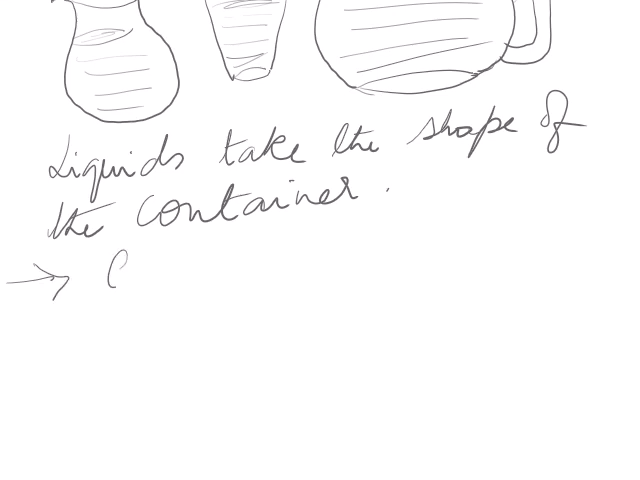 Liquids take the shape of
the container.
→